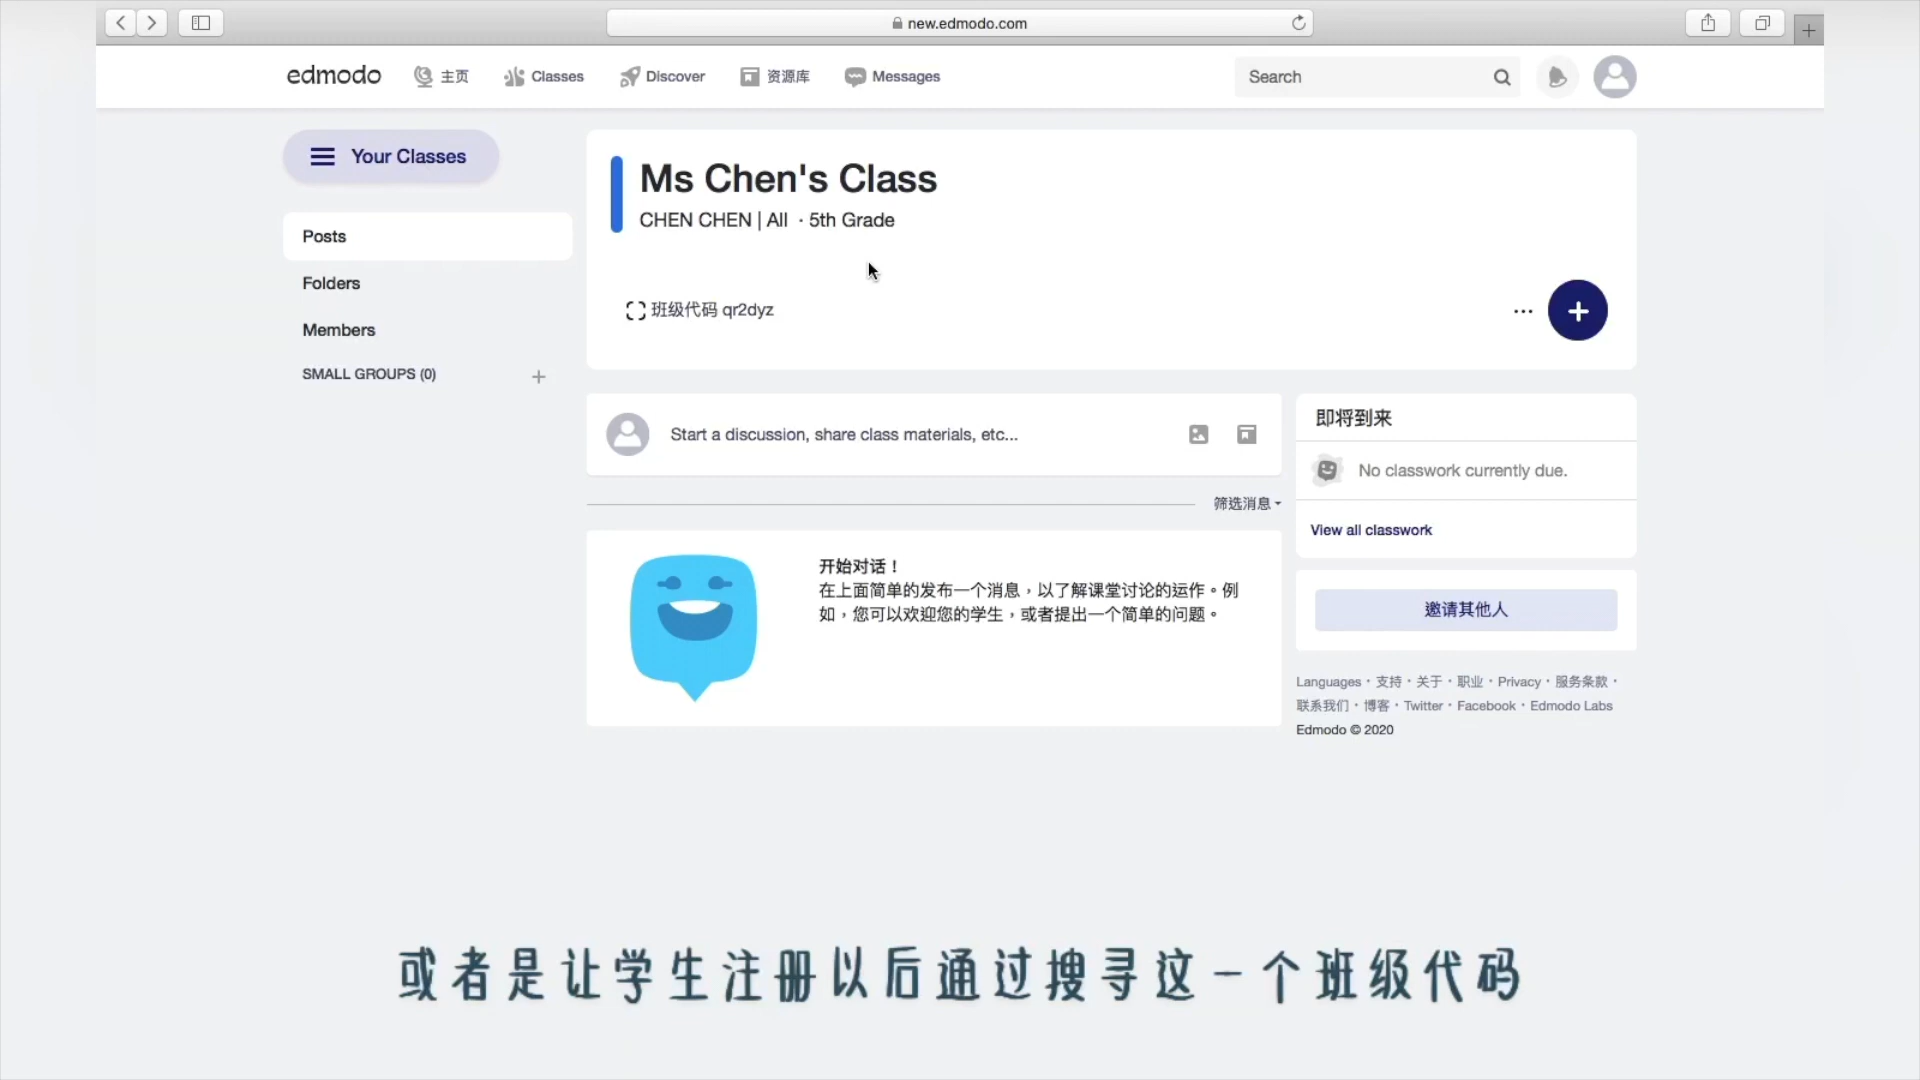 new.edmodo.com
edmodo
主页
Classes
Discover
资源库
Messages
Search
Your Classes
Posts
Folders
Members
SMALL GROUPS (0)
Ms Chen's Class
CHEN CHEN | All · 5th Grade
班级代码 qr2dyz
Start a discussion, share class materials, etc...
筛选消息
开始对话！
在上面简单的发布一个消息，以了解课堂讨论的运作。例
如，您可以欢迎您的学生，或者提出一个简单的问题。
即将到来
No classwork currently due.
View all classwork
邀请其他人
Languages · 支持 · 关于 · 职业 · Privacy · 服务条款 ·
联系我们 · 博客 · Twitter · Facebook · Edmodo Labs
Edmodo © 2020
或者是让学生注册以后通过搜寻这一个班级代码